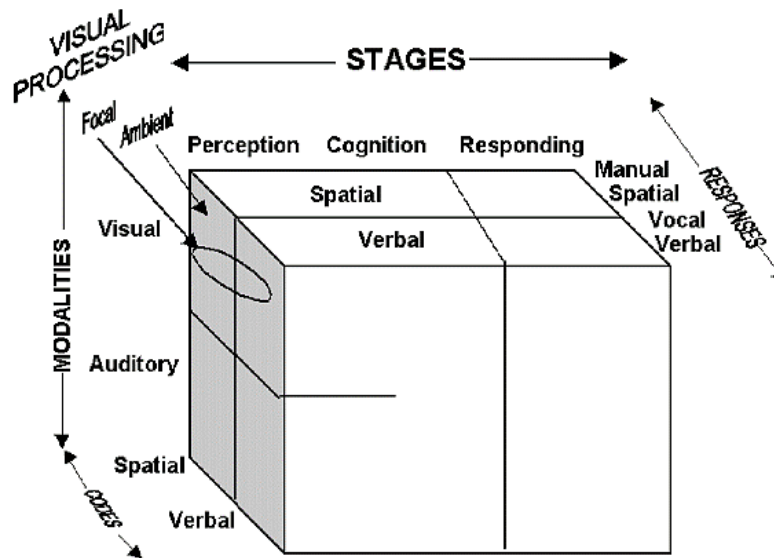 VISUAL
PROCESSING
STAGES
Focal
Ambient
Perception Cognition Responding
Manual
Spatial
Vocal
Verbal
RESPONSES
Spatial
Verbal
Visual
MODALITIES
Auditory
Spatial
Verbal
CODES